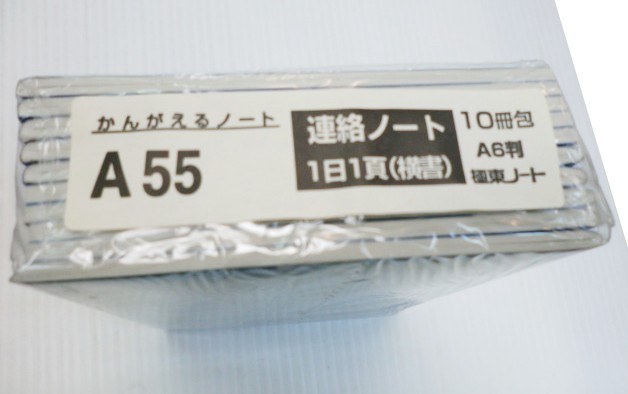 かんがえるノート
A55
連絡ノート
1日1頁(横書)
10冊包
A6判
極東ノート